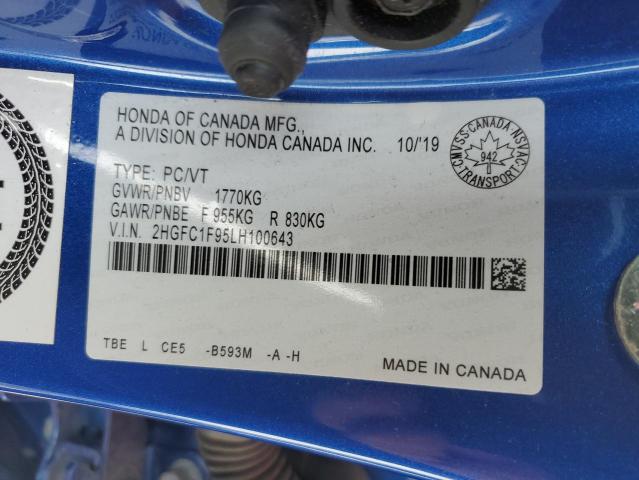 HONDA OF CANADA MFG.,
A DIVISION OF HONDA CANADA INC. 10/'19
TYPE: PC/VT
GVWR/PNBV 1770KG
GAWR/PNBE F 955KG R 830KG
V.I.N. 2HGFC1F95LH100643
CMVSS-CANADA-NSVAC
942
TRANSPORT
TBE L CE5 -B593M -A -H
MADE IN CANADA